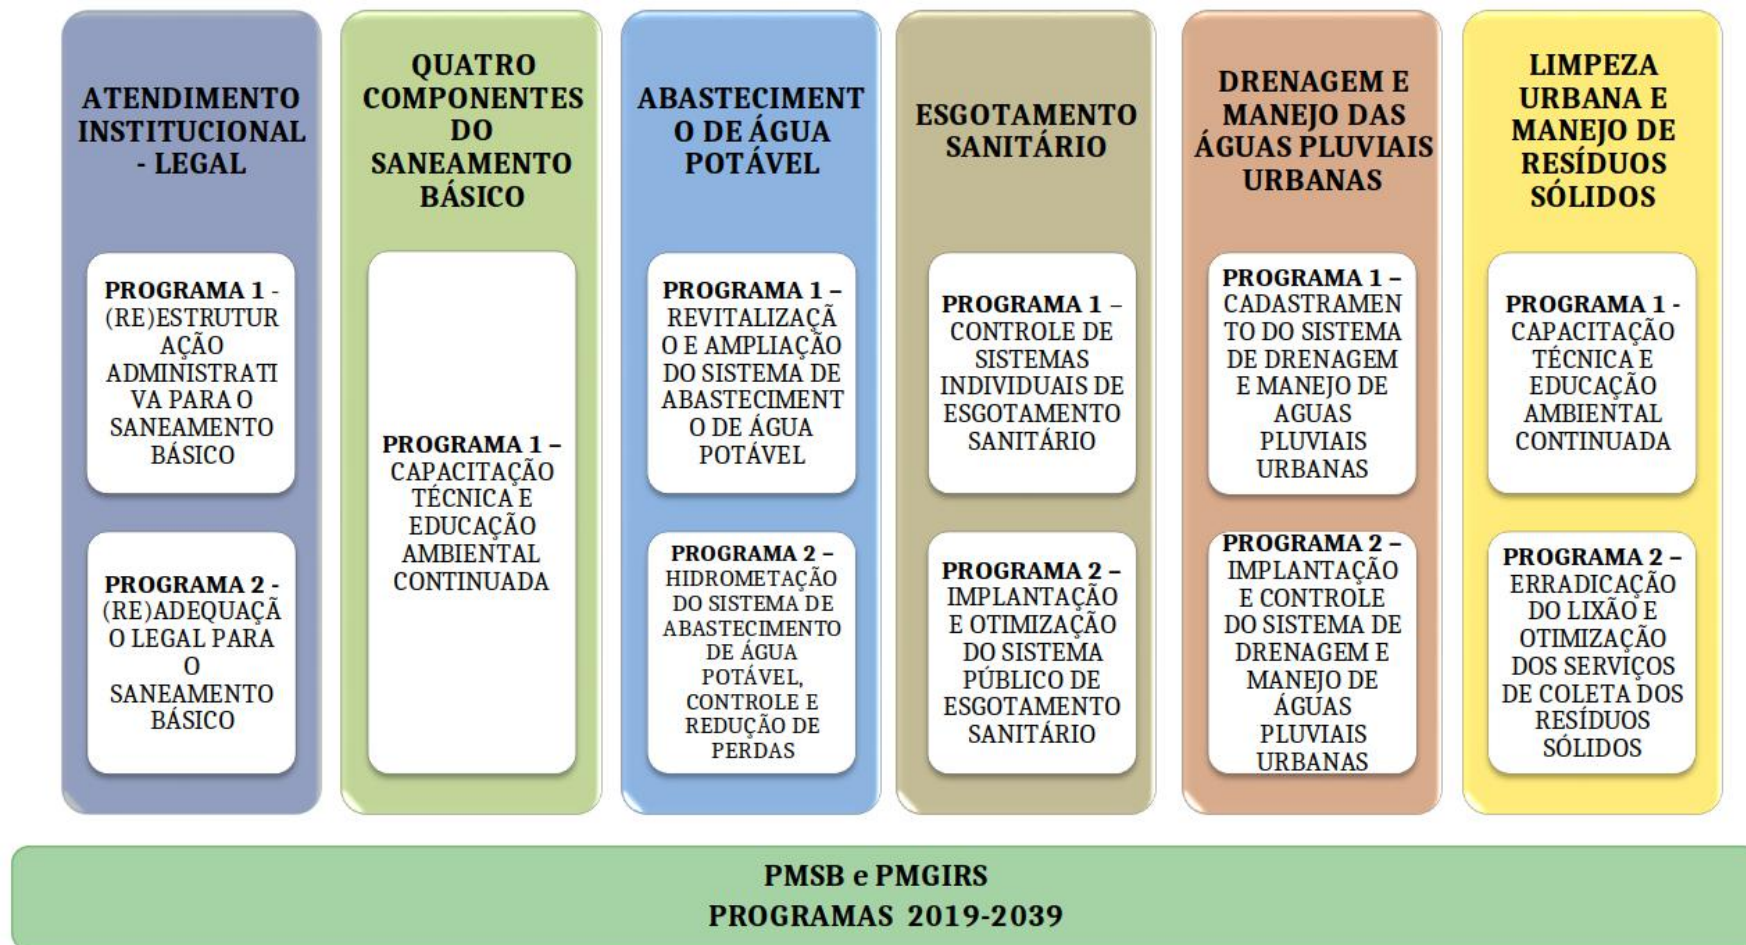 ATENDIMENTO
INSTITUCIONAL
- LEGAL
PROGRAMA 1 -
(RE)ESTRUTUR
AÇÃO
ADMINISTRATI
VA PARA O
SANEAMENTO
BÁSICO
PROGRAMA 2 -
(RE)ADEQUAÇÃ
O LEGAL PARA
O
SANEAMENTO
BÁSICO
QUATRO
COMPONENTES
DO
SANEAMENTO
BÁSICO
PROGRAMA 1 –
CAPACITAÇÃO
TÉCNICA E
EDUCAÇÃO
AMBIENTAL
CONTINUADA
ABASTECIMENT
O DE ÁGUA
POTÁVEL
PROGRAMA 1 –
REVITALIZAÇÃ
O E AMPLIAÇÃO
DO SISTEMA DE
ABASTECIMENT
O DE ÁGUA
POTÁVEL
PROGRAMA 2 –
HIDROMETAÇÃO
DO SISTEMA DE
ABASTECIMENTO
DE ÁGUA
POTÁVEL,
CONTROLE E
REDUÇÃO DE
PERDAS
ESGOTAMENTO
SANITÁRIO
PROGRAMA 1 –
CONTROLE DE
SISTEMAS
INDIVIDUAIS DE
ESGOTAMENTO
SANITÁRIO
PROGRAMA 2 –
IMPLANTAÇÃO
E OTIMIZAÇÃO
DO SISTEMA
PÚBLICO DE
ESGOTAMENTO
SANITÁRIO
DRENAGEM E
MANEJO DAS
ÁGUAS PLUVIAIS
URBANAS
PROGRAMA 1 –
CADASTRAMEN
TO DO SISTEMA
DE DRENAGEM
E MANEJO DE
AGUAS
PLUVIAIS
URBANAS
PROGRAMA 2 –
IMPLANTAÇÃO
E CONTROLE
DO SISTEMA DE
DRENAGEM E
MANEJO DE
ÁGUAS
PLUVIAIS
URBANAS
LIMPEZA
URBANA E
MANEJO DE
RESÍDUOS
SÓLIDOS
PROGRAMA 1 -
CAPACITAÇÃO
TÉCNICA E
EDUCAÇÃO
AMBIENTAL
CONTINUADA
PROGRAMA 2 –
ERRADICAÇÃO
DO LIXÃO E
OTIMIZAÇÃO
DOS SERVIÇOS
DE COLETA DOS
RESÍDUOS
SÓLIDOS
PMSB e PMGIRS
PROGRAMAS 2019-2039